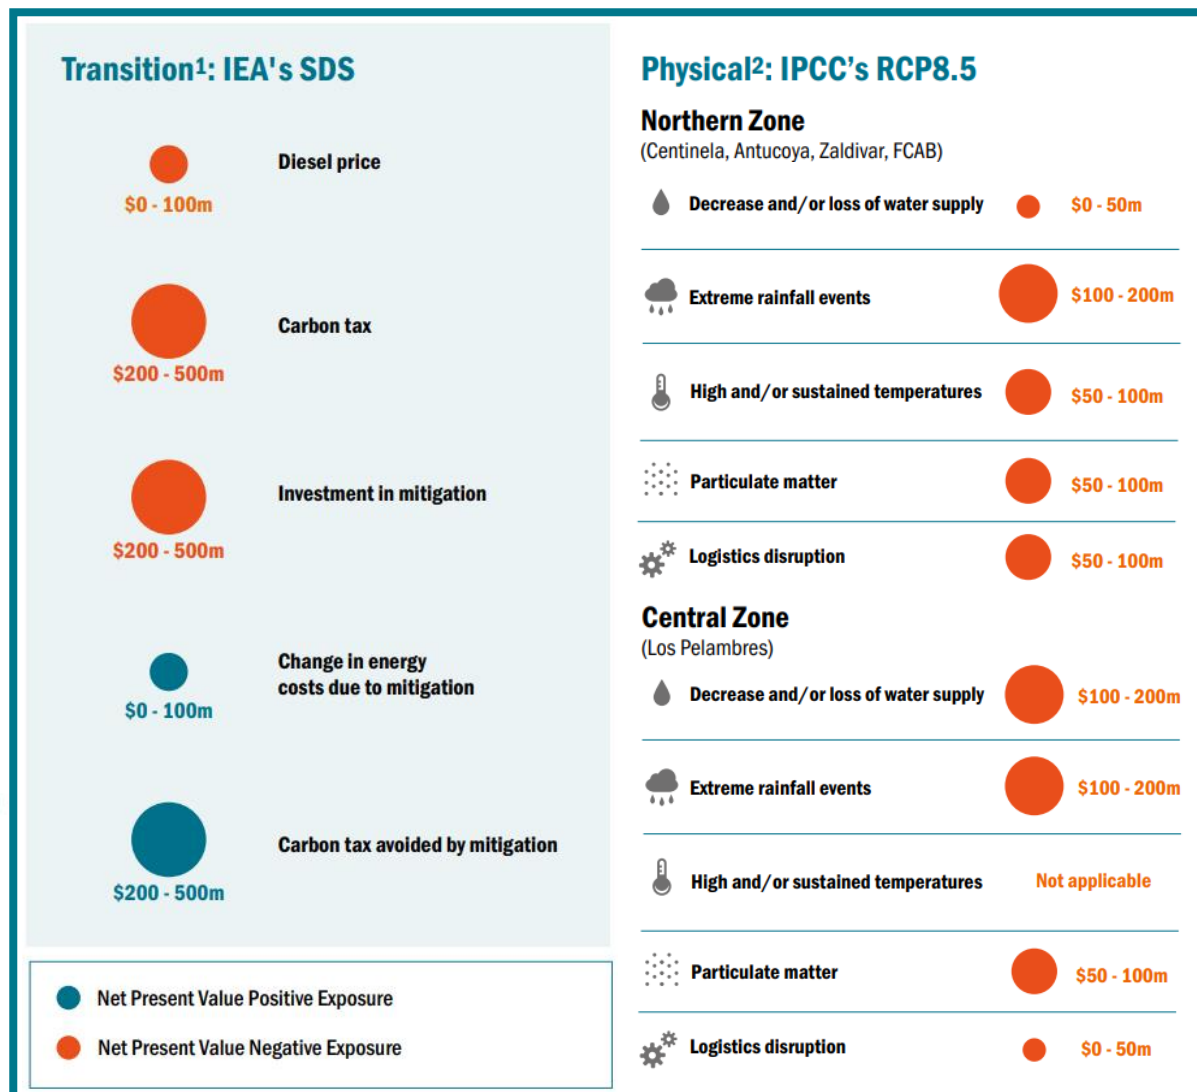 Transition¹: IEA's SDS
Diesel price
$0 - 100m
Carbon tax
$200 - 500m
Investment in mitigation
$200 - 500m
Change in energy
costs due to mitigation
$0 - 100m
Carbon tax avoided by mitigation
$200 - 500m
Net Present Value Positive Exposure
Net Present Value Negative Exposure
Physical²: IPCC’s RCP8.5
Northern Zone
(Centinela, Antucoya, Zaldivar, FCAB)
Decrease and/or loss of water supply $0 - 50m
Extreme rainfall events $100 - 200m
High and/or sustained temperatures $50 - 100m
Particulate matter $50 - 100m
Logistics disruption $50 - 100m
Central Zone
(Los Pelambres)
Decrease and/or loss of water supply $100 - 200m
Extreme rainfall events $100 - 200m
High and/or sustained temperatures Not applicable
Particulate matter $50 - 100m
Logistics disruption $0 - 50m